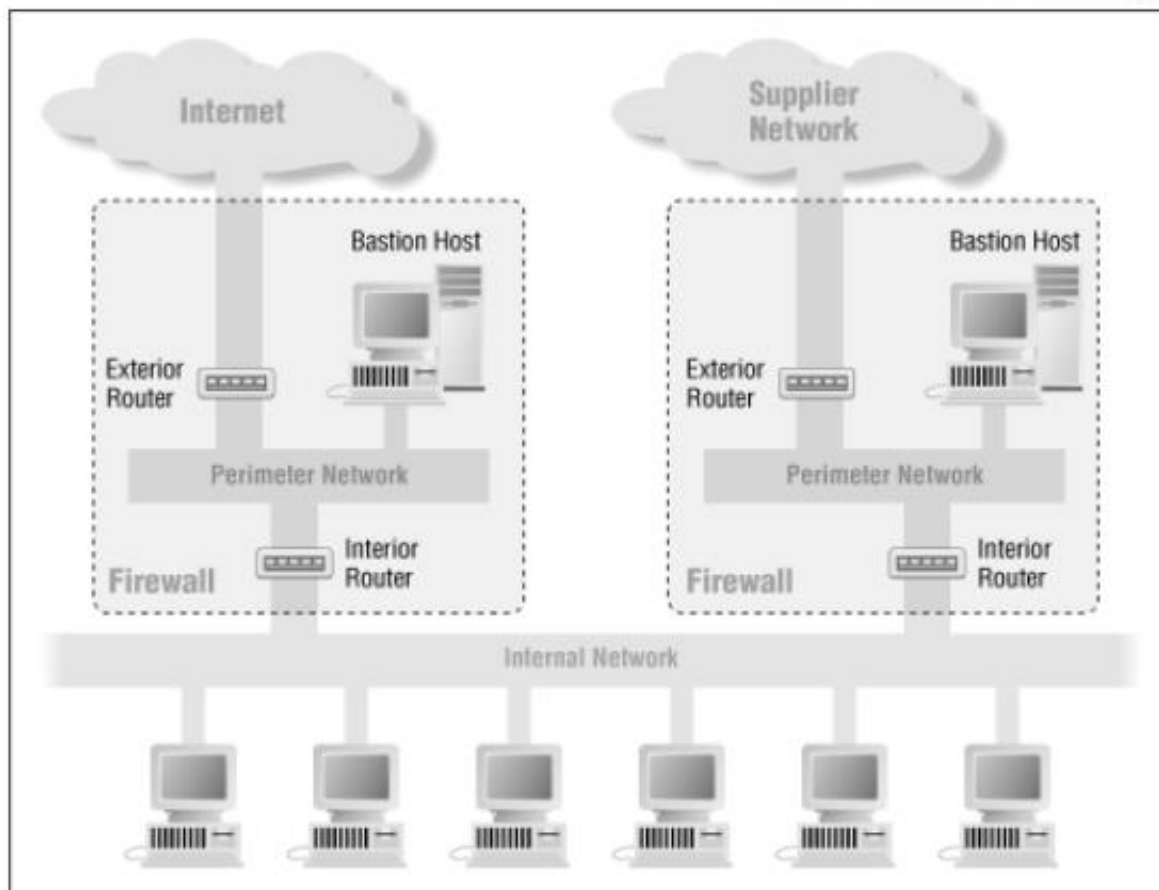 Internet
Supplier
Network
Bastion Host
Bastion Host
Exterior
Router
Exterior
Router
Perimeter Network
Perimeter Network
Interior
Router
Interior
Router
Firewall
Firewall
Internal Network